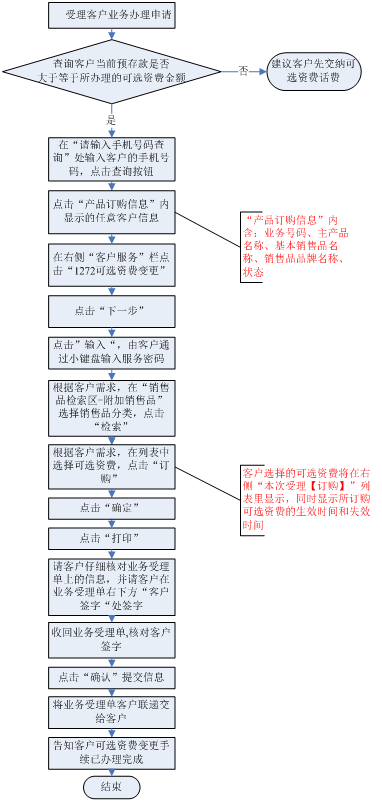 受理客户业务办理申请
查询客户当前预存款是否
大于等于所办理的可选资费金额
否
建议客户先交纳可
选资费话费
是
在“请输入手机号码查
询”处输入客户的手机号
码，点击查询按钮
点击“产品订购信息”内
显示的任意客户信息
“产品订购信息”内
含：业务号码、主产品
名称、基本销售品名
称、销售品品牌名称、
状态
在右侧“客户服务”栏点
击“1272可选资费变更”
点击“下一步”
点击”输入“，由客户通
过小键盘输入服务密码
根据客户需求，在“销售
品检索区-附加销售品”
选择销售品分类，点击
“检索”
根据客户需求，在列表中
选择可选资费，点击“订
购”
客户选择的可选资费将在右
侧“本次受理【订购】”列
表里显示，同时显示所订购
可选资费的生效时间和失效
时间
点击“确定”
点击“打印”
请客户仔细核对业务受理
单上的信息，并请客户在
业务受理单右下方“客户
签字“处签字
收回业务受理单,核对客户
签字
点击“确认”提交信息
将业务受理单客户联递交
给客户
告知客户可选资费变更手
续已办理完成
结束